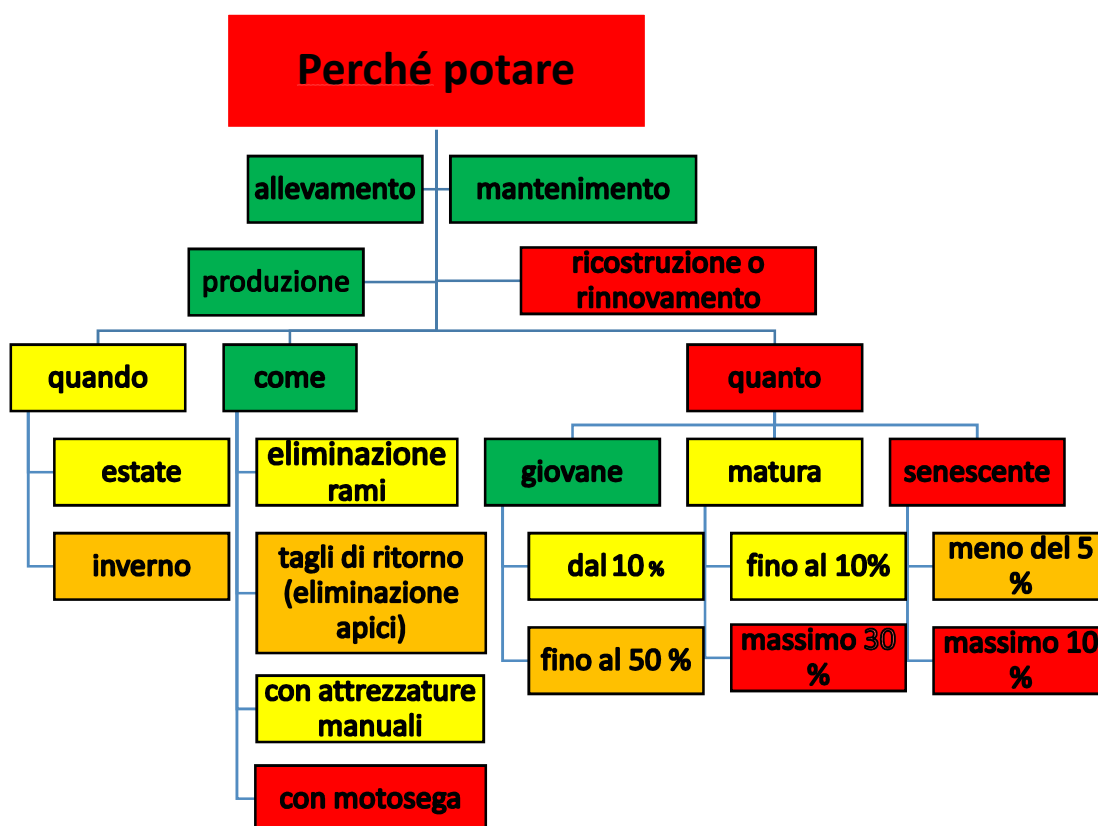 Perché potare
allevamento
mantenimento
produzione
ricostruzione o
rinnovamento
quando
come
quanto
estate
inverno
eliminazione
rami
tagli di ritorno
(eliminazione
apici)
con attrezzature
manuali
con motosega
giovane
matura
senescente
dal 10 %
fino al 50 %
fino al 10%
massimo 30
%
meno del 5
%
massimo 10
%